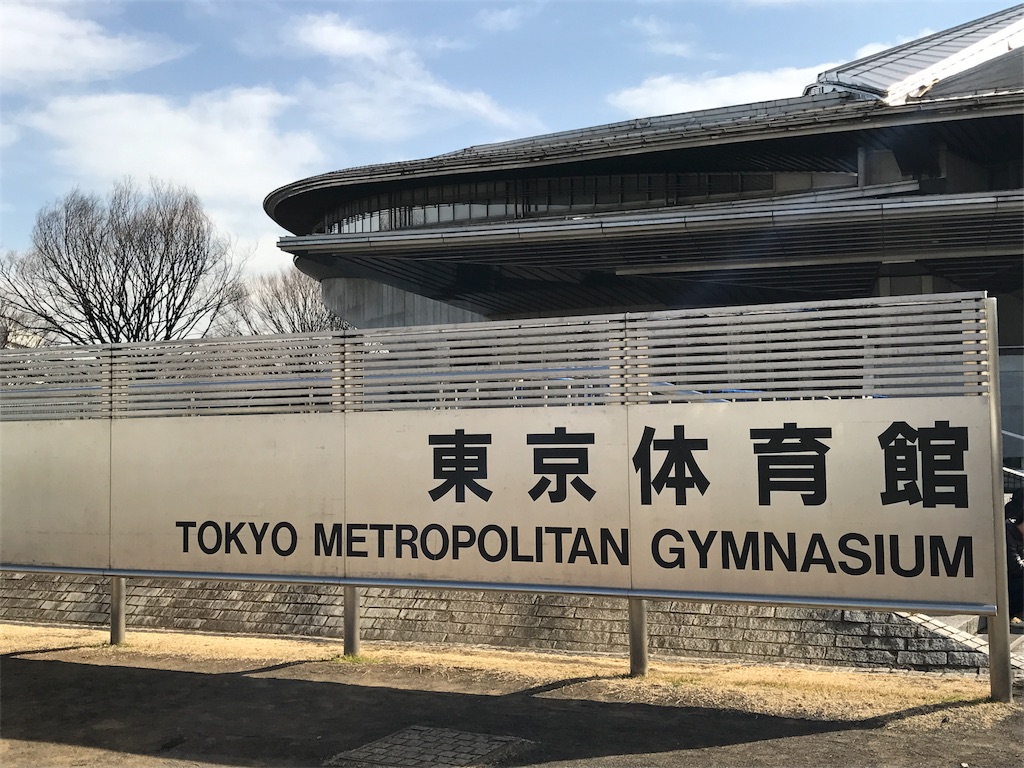 東京体育館
TOKYO METROPOLITAN GYMNASIUM